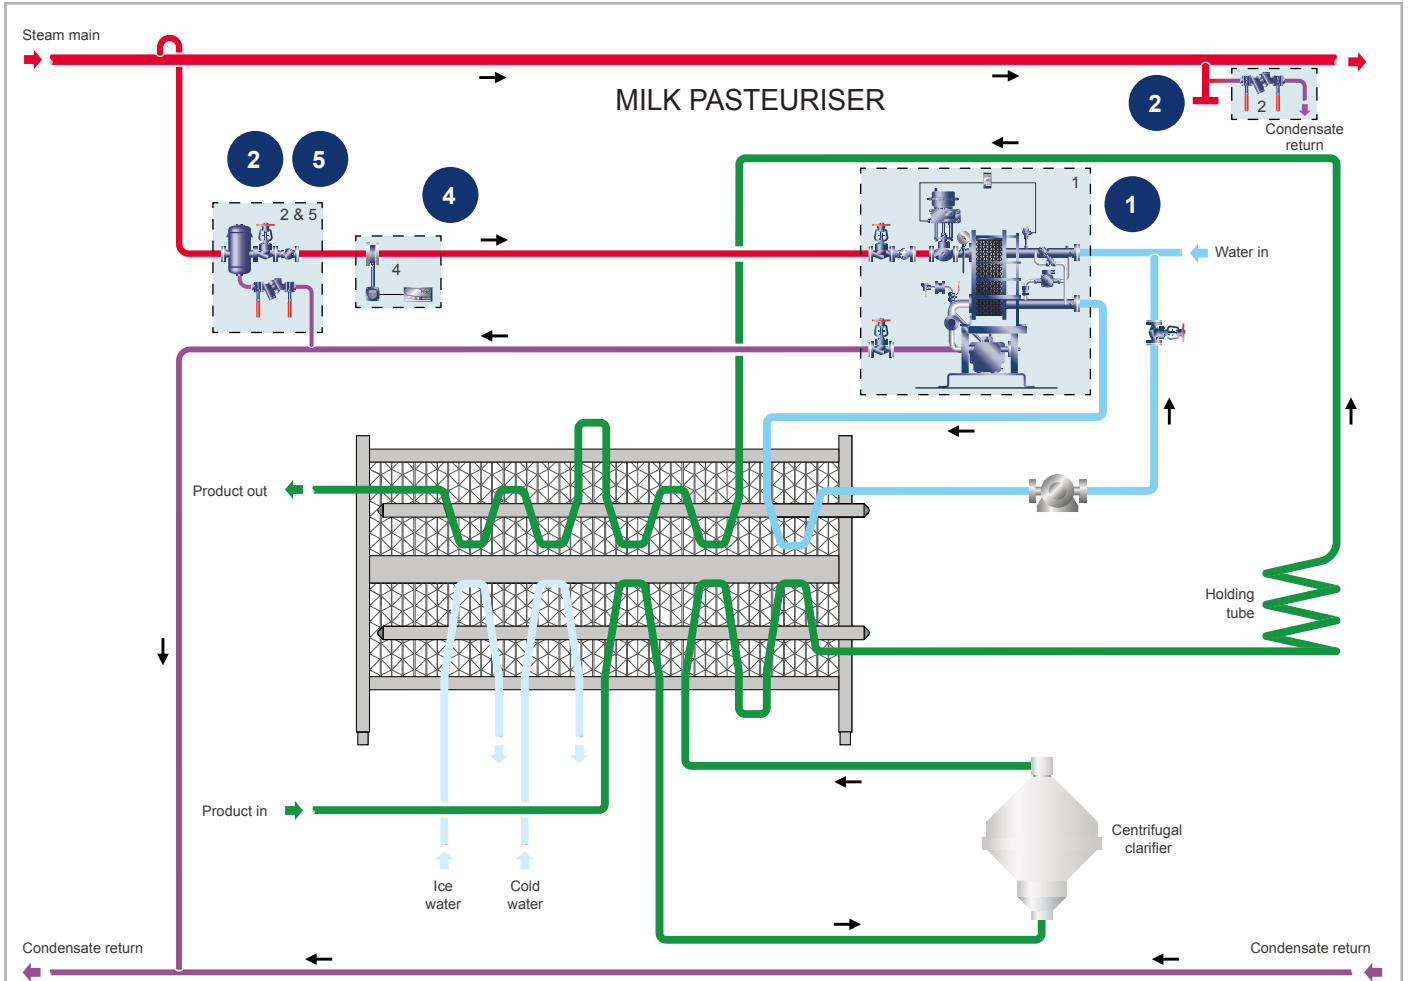 Steam main
MILK PASTEURISER
2
2
Condensate
return
2
5
4
2 & 5
4
1
1
Water in
Product out
Holding
tube
Product in
Centrifugal
clarifier
Ice
water
Cold
water
Condensate return
Condensate return